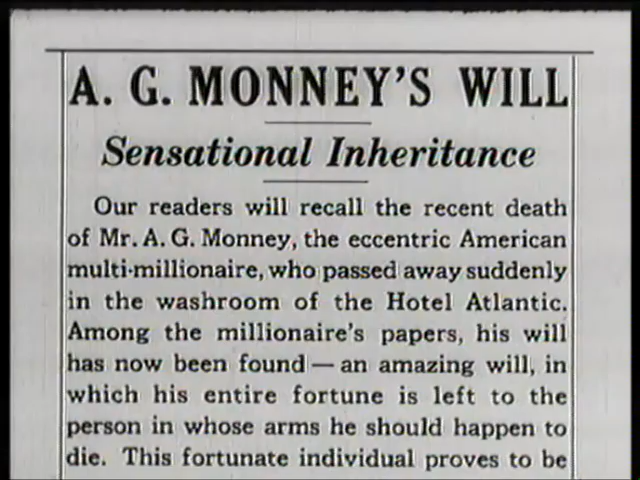 A. G. MONNEY'S WILL
Sensational Inheritance
Our readers will recall the recent death
of Mr. A. G. Monney, the eccentric American
multi-millionaire, who passed away suddenly
in the washroom of the Hotel Atlantic.
Among the millionaire's papers, his will
has now been found — an amazing will, in
which his entire fortune is left to the
person in whose arms he should happen to
die. This fortunate individual proves to be